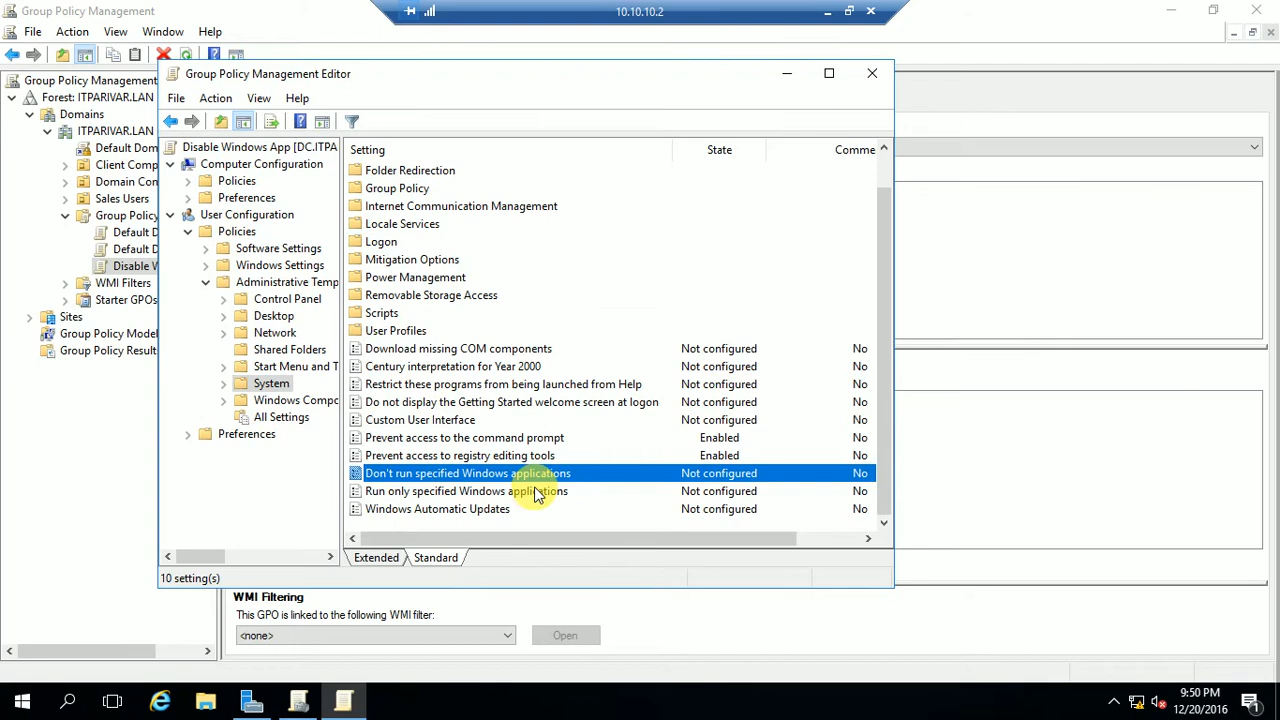 Group Policy Management
10.10.10.2
File Action View Window Help
Group Policy Management
Forest: ITPARIVAR.LAN
Domains
ITPARIVAR.LAN
Default Dom
Client Comp
Domain Con
Sales Users
Group Policy
Default D
Default D
Disable W
WMI Filters
Starter GPOs
Sites
Group Policy Model
Group Policy Result
Group Policy Management Editor
File Action View Help
Disable Windows App [DC.ITPA
Computer Configuration
Policies
Preferences
User Configuration
Policies
Software Settings
Windows Settings
Administrative Temp
Control Panel
Desktop
Network
Shared Folders
Start Menu and T
System
Windows Compo
All Settings
Preferences
Setting State Comme
Folder Redirection
Group Policy
Internet Communication Management
Locale Services
Logon
Mitigation Options
Power Management
Removable Storage Access
Scripts
User Profiles
Download missing COM components Not configured No
Century interpretation for Year 2000 Not configured No
Restrict these programs from being launched from Help Not configured No
Do not display the Getting Started welcome screen at logon Not configured No
Custom User Interface Not configured No
Prevent access to the command prompt Enabled No
Prevent access to registry editing tools Enabled No
Don't run specified Windows applications Not configured No
Run only specified Windows applications Not configured No
Windows Automatic Updates Not configured No
Extended Standard
10 setting(s)
WMI Filtering
This GPO is linked to the following WMI filter:
<none> Open
9:50 PM
12/20/2016
1